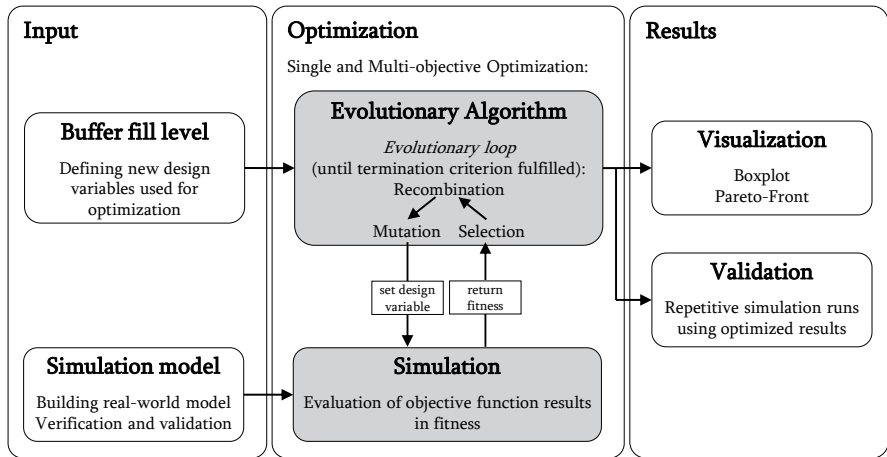 Input
Buffer fill level
Defining new design
variables used for
optimization
Simulation model
Building real-world model
Verification and validation
Optimization
Single and Multi-objective Optimization:
Evolutionary Algorithm
Evolutionary loop
(until termination criterion fulfilled):
Recombination
Mutation
Selection
set design
variable
return
fitness
Simulation
Evaluation of objective function results
in fitness
Results
Visualization
Boxplot
Pareto-Front
Validation
Repetitive simulation runs
using optimized results